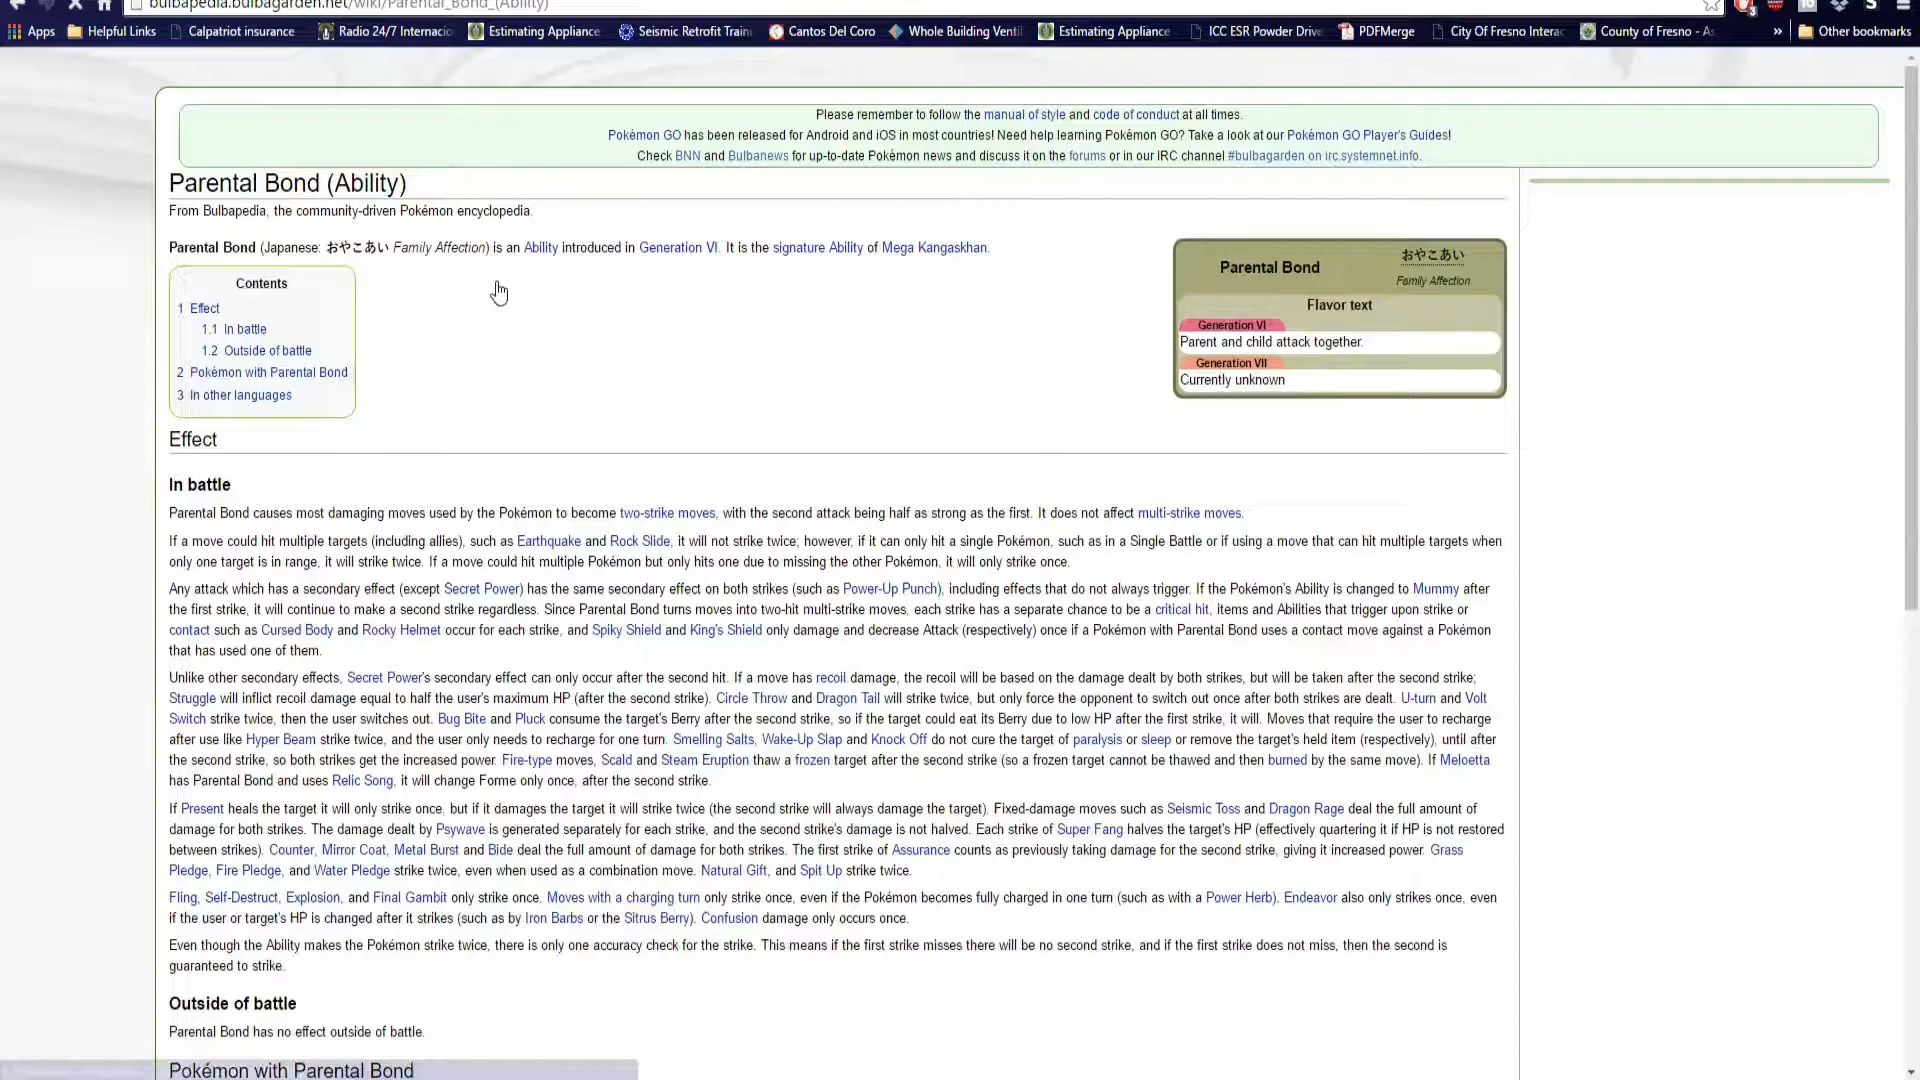 bulbapedia.bulbagarden.net/wiki/Parental_Bond_(Ability)
Apps Helpful Links Calpatriot insurance Radio 24/7 Internacio Estimating Appliance Seismic Retrofit Traini Cantos Del Coro Whole Building Ventil Estimating Appliance ICC ESR Powder Drive PDFMerge City Of Fresno Interac County of Fresno - As » Other bookmarks
Please remember to follow the manual of style and code of conduct at all times.
Pokémon GO has been released for Android and iOS in most countries! Need help learning Pokémon GO? Take a look at our Pokémon GO Player's Guides!
Check BNN and Bulbanews for up-to-date Pokémon news and discuss it on the forums or in our IRC channel #bulbagarden on irc.systemnet.info.
Parental Bond (Ability)
From Bulbapedia, the community-driven Pokémon encyclopedia.
Parental Bond (Japanese: おやこあい Family Affection) is an Ability introduced in Generation VI. It is the signature Ability of Mega Kangaskhan.
Contents
1 Effect
1.1 In battle
1.2 Outside of battle
2 Pokémon with Parental Bond
3 In other languages
Parental Bond
おやこあい
Family Affection
Flavor text
Generation VI
Parent and child attack together.
Generation VII
Currently unknown
Effect
In battle
Parental Bond causes most damaging moves used by the Pokémon to become two-strike moves, with the second attack being half as strong as the first. It does not affect multi-strike moves.
If a move could hit multiple targets (including allies), such as Earthquake and Rock Slide, it will not strike twice; however, if it can only hit a single Pokémon, such as in a Single Battle or if using a move that can hit multiple targets when
only one target is in range, it will strike twice. If a move could hit multiple Pokémon but only hits one due to missing the other Pokémon, it will only strike once.
Any attack which has a secondary effect (except Secret Power) has the same secondary effect on both strikes (such as Power-Up Punch), including effects that do not always trigger. If the Pokémon's Ability is changed to Mummy after
the first strike, it will continue to make a second strike regardless. Since Parental Bond turns moves into two-hit multi-strike moves, each strike has a separate chance to be a critical hit, items and Abilities that trigger upon strike or
contact such as Cursed Body and Rocky Helmet occur for each strike, and Spiky Shield and King's Shield only damage and decrease Attack (respectively) once if a Pokémon with Parental Bond uses a contact move against a Pokémon
that has used one of them.
Unlike other secondary effects, Secret Power's secondary effect can only occur after the second hit. If a move has recoil damage, the recoil will be based on the damage dealt by both strikes, but will be taken after the second strike;
Struggle will inflict recoil damage equal to half the user's maximum HP (after the second strike). Circle Throw and Dragon Tail will strike twice, but only force the opponent to switch out once after both strikes are dealt. U-turn and Volt
Switch strike twice, then the user switches out. Bug Bite and Pluck consume the target's Berry after the second strike, so if the target could eat its Berry due to low HP after the first strike, it will. Moves that require the user to recharge
after use like Hyper Beam strike twice, and the user only needs to recharge for one turn. Smelling Salts, Wake-Up Slap and Knock Off do not cure the target of paralysis or sleep or remove the target's held item (respectively), until after
the second strike, so both strikes get the increased power. Fire-type moves, Scald and Steam Eruption thaw a frozen target after the second strike (so a frozen target cannot be thawed and then burned by the same move). If Meloetta
has Parental Bond and uses Relic Song, it will change Forme only once, after the second strike.
If Present heals the target it will only strike once, but if it damages the target it will strike twice (the second strike will always damage the target). Fixed-damage moves such as Seismic Toss and Dragon Rage deal the full amount of
damage for both strikes. The damage dealt by Psywave is generated separately for each strike, and the second strike's damage is not halved. Each strike of Super Fang halves the target's HP (effectively quartering it if HP is not restored
between strikes). Counter, Mirror Coat, Metal Burst and Bide deal the full amount of damage for both strikes. The first strike of Assurance counts as previously taking damage for the second strike, giving it increased power. Grass
Pledge, Fire Pledge, and Water Pledge strike twice, even when used as a combination move. Natural Gift, and Spit Up strike twice.
Fling, Self-Destruct, Explosion, and Final Gambit only strike once. Moves with a charging turn only strike once, even if the Pokémon becomes fully charged in one turn (such as with a Power Herb). Endeavor also only strikes once, even
if the user or target's HP is changed after it strikes (such as by Iron Barbs or the Sitrus Berry). Confusion damage only occurs once.
Even though the Ability makes the Pokémon strike twice, there is only one accuracy check for the strike. This means if the first strike misses there will be no second strike, and if the first strike does not miss, then the second is
guaranteed to strike.
Outside of battle
Parental Bond has no effect outside of battle.
Pokémon with Parental Bond